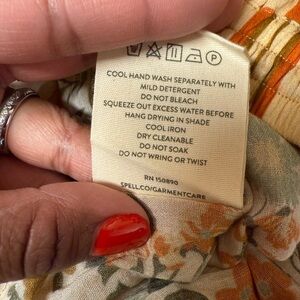 COOL HAND WASH SEPARATELY WITH
MILD DETERGENT
DO NOT BLEACH
SQUEEZE OUT EXCESS WATER BEFORE
HANG DRYING IN SHADE
COOL IRON
DRY CLEANABLE
DO NOT SOAK
DO NOT WRING OR TWIST
RN 150890
SPELL.CO/GARMENTCARE